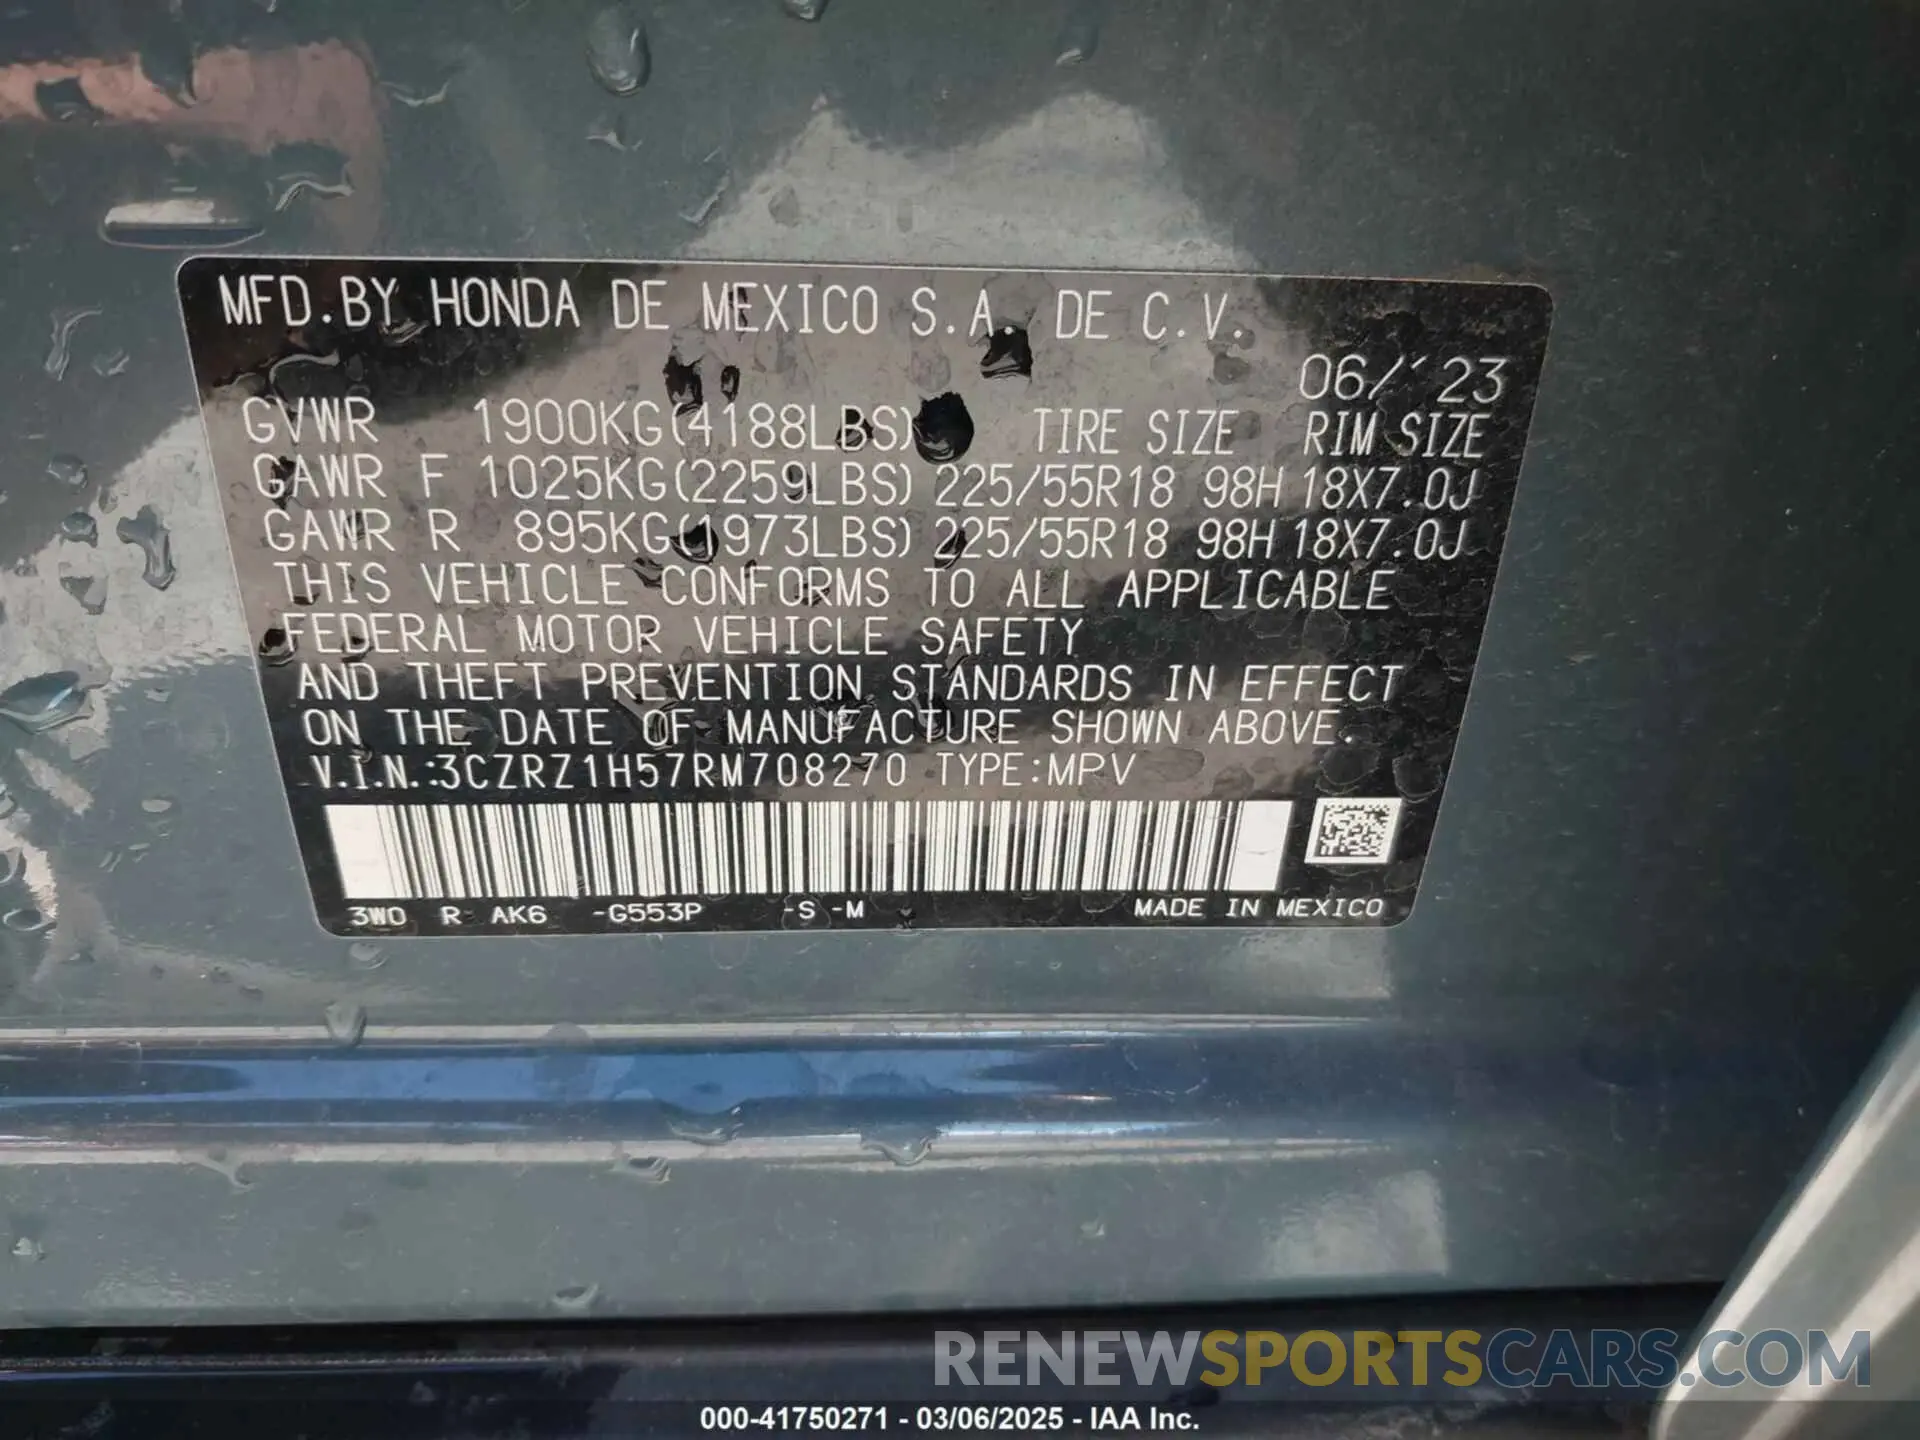 MFD.BY HONDA DE MEXICO S.A. DE C.V.
06/'23
GVWR 1900KG(4188LBS) TIRE SIZE RIM SIZE
GAWR F 1025KG(2259LBS) 225/55R18 98H 18X7.0J
GAWR R 895KG(1973LBS) 225/55R18 98H 18X7.0J
THIS VEHICLE CONFORMS TO ALL APPLICABLE
FEDERAL MOTOR VEHICLE SAFETY
AND THEFT PREVENTION STANDARDS IN EFFECT
ON THE DATE OF MANUFACTURE SHOWN ABOVE.
V.I.N.:3CZRZ1H57RM708270 TYPE:MPV
3W0 R AK6 -G553P -S -M MADE IN MEXICO
RENEWSPORTSCARS.COM
000-41750271 - 03/06/2025 - IAA Inc.